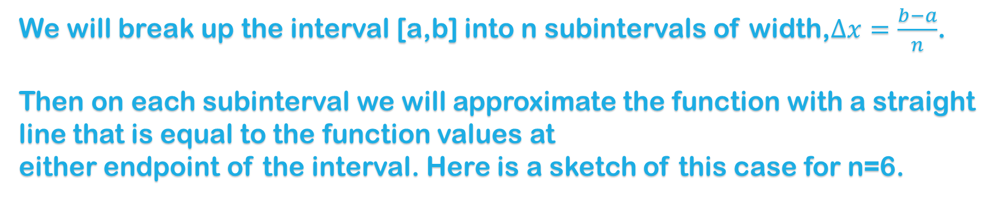 We will break up the interval [a,b] into n subintervals of width,Δx = \frac{b−a}{n}.
Then on each subinterval we will approximate the function with a straight
line that is equal to the function values at
either endpoint of the interval. Here is a sketch of this case for n=6.